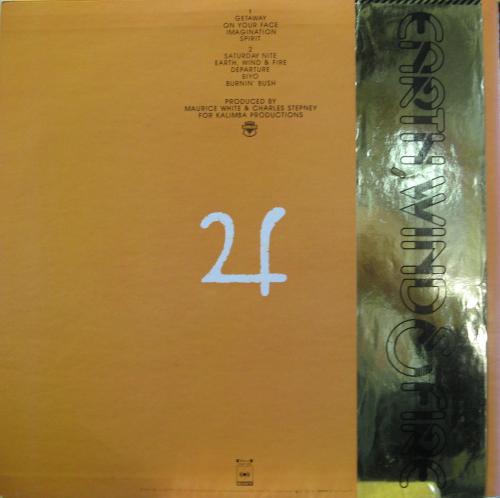 1
GETAWAY
ON YOUR FACE
IMAGINATION
SPIRIT
2
SATURDAY NITE
EARTH, WIND & FIRE
DEPARTURE
BIYO
BURNIN' BUSH
PRODUCED BY
MAURICE WHITE & CHARLES STEPNEY
FOR KALIMBA PRODUCTIONS
EARTH, WIND & FIRE